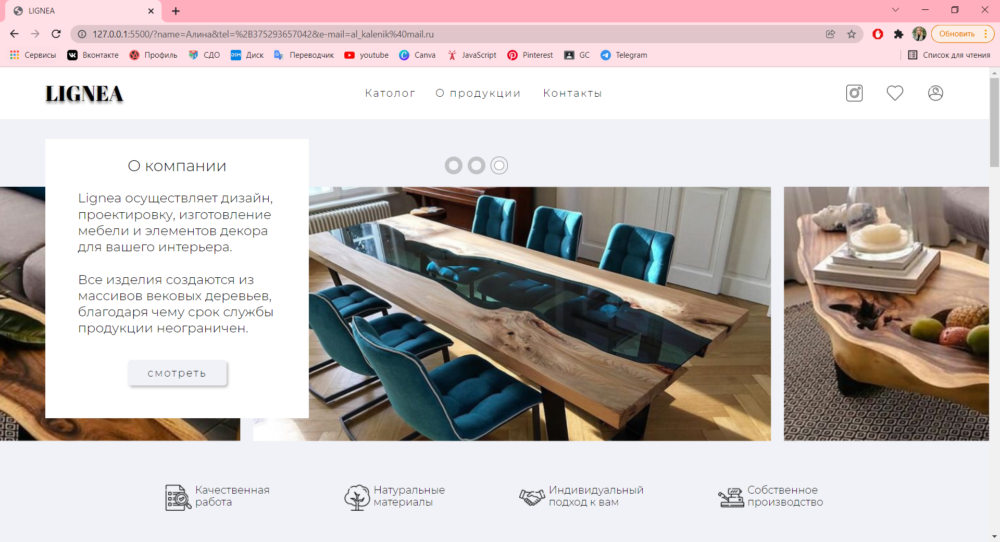 LIGNEA
127.0.0.1:5500/?name=Алина&tel=%2B375293657042&e-mail=al_kalenik%40mail.ru
Обновить
Сервисы Вконтакте Профиль СДО DSM Диск Переводчик youtube Canva JavaScript Pinterest GC Telegram Список для чтения
LIGNEA
Католог О продукции Контакты
О компании
Lignea осуществляет дизайн,
проектировку, изготовление
мебели и элементов декора
для вашего интерьера.
Все изделия создаются из
массивов вековых деревьев,
благодаря чему срок службы
продукции неограничен.
смотреть
Качественная
работа
Натуральные
материалы
Индивидуальный
подход к вам
Собственное
производство